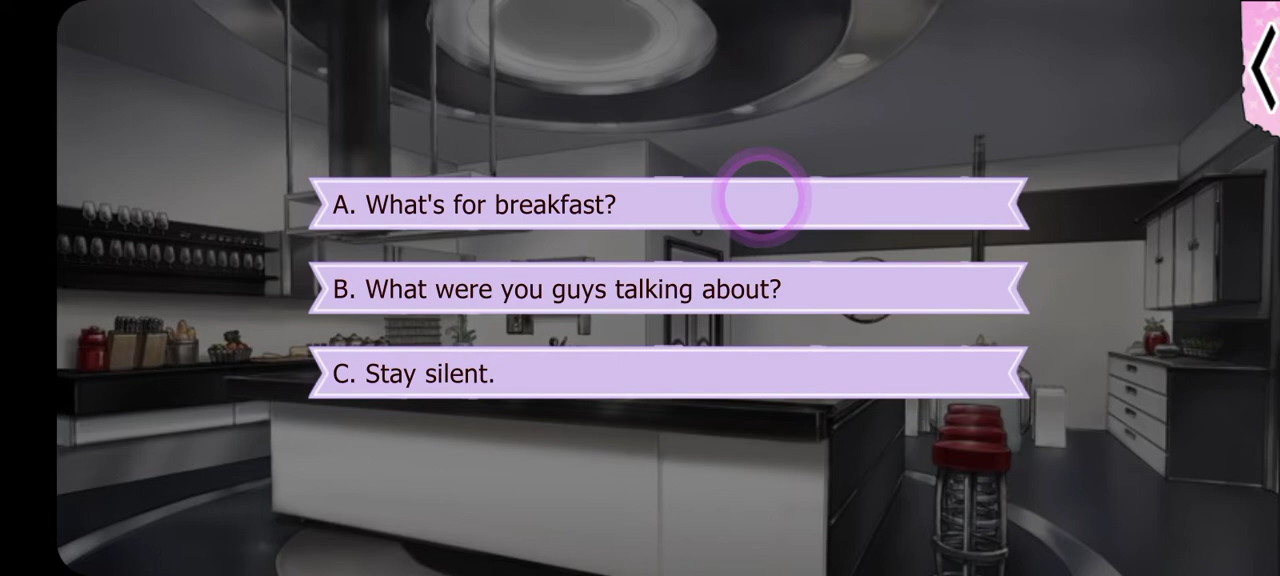 A. What's for breakfast?
B. What were you guys talking about?
C. Stay silent.